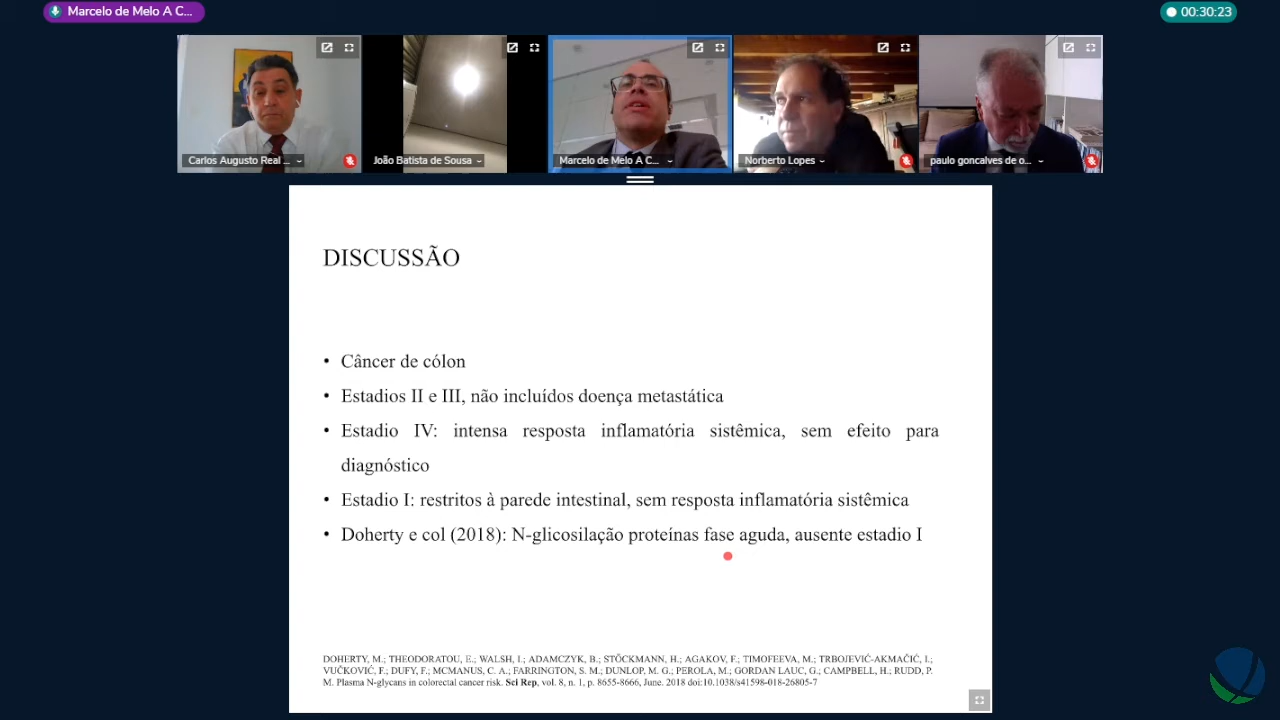 Marcelo de Melo A C...
00:30:23
Carlos Augusto Real ...
João Batista de Sousa
Marcelo de Melo A C...
Norberto Lopes
paulo goncalves de o...
DISCUSSÃO
• Câncer de cólon
• Estadios II e III, não incluídos doença metastática
• Estadio IV: intensa resposta inflamatória sistêmica, sem efeito para
diagnóstico
• Estadio I: restritos à parede intestinal, sem resposta inflamatória sistêmica
• Doherty e col (2018): N-glicosilação proteínas fase aguda, ausente estadio I
DOHERTY, M.; THEODORATOU, E.; WALSH, I.; ADAMCZYK, B.; STÖCKMANN, H.; AGAKOV, F.; TIMOFEEVA, M.; TRBOJEVIĆ-AKMAČIĆ, I.;
VUČKOVIĆ, F.; DUFY, F.; MCMANUS, C. A.; FARRINGTON, S. M.; DUNLOP, M. G.; PEROLA, M.; GORDAN LAUC, G.; CAMPBELL, H.; RUDD, P.
M. Plasma N-glycans in colorectal cancer risk. Sci Rep, vol. 8, n. 1, p. 8655-8666, June. 2018 doi:10.1038/s41598-018-26805-7